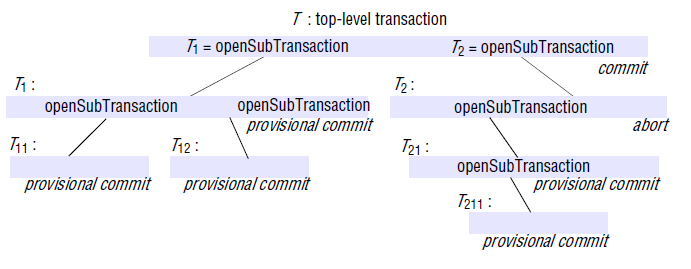 T : top-level transaction
T1 = openSubTransaction T2 = openSubTransaction
commit
T1 : T2 :
openSubTransaction openSubTransaction openSubTransaction
provisional commit abort
T11 : T12 : T21 :
openSubTransaction
provisional commit provisional commit provisional commit
T211 :
provisional commit